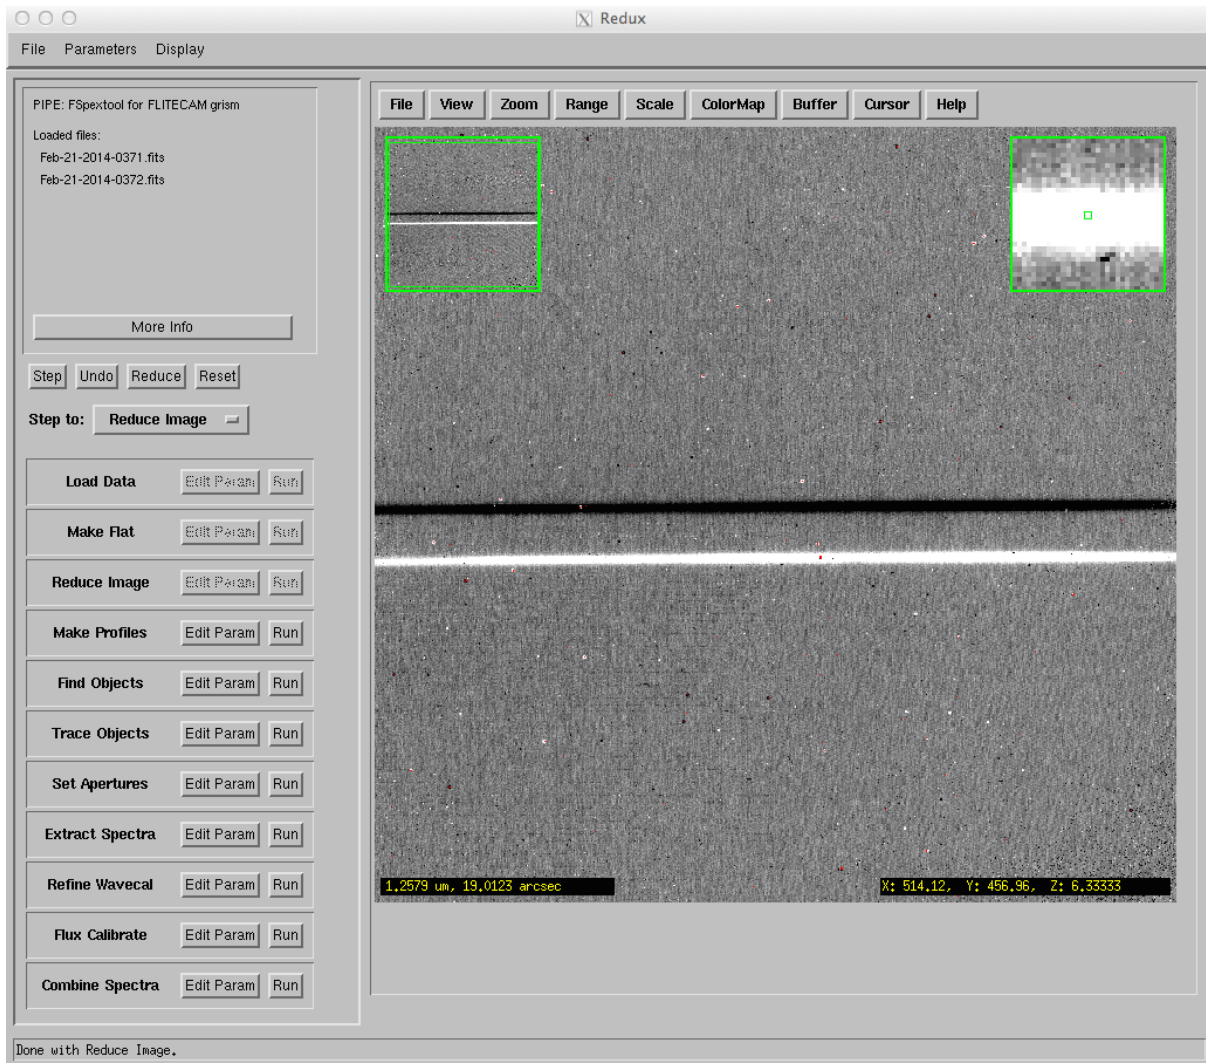 Redux
File Parameters Display
PIPE: FSpextool for FLITECAM grism
Loaded files:
Feb-21-2014-0371.fits
Feb-21-2014-0372.fits
More Info
Step Undo Reduce Reset
Step to: Reduce Image
Load Data Edit Param Run
Make Flat Edit Param Run
Reduce Image Edit Param Run
Make Profiles Edit Param Run
Find Objects Edit Param Run
Trace Objects Edit Param Run
Set Apertures Edit Param Run
Extract Spectra Edit Param Run
Refine Wavecal Edit Param Run
Flux Calibrate Edit Param Run
Combine Spectra Edit Param Run
File View Zoom Range Scale ColorMap Buffer Cursor Help
1.2579 um, 19.0123 arcsec
X: 514.12, Y: 456.96, Z: 6.33333
Done with Reduce Image.